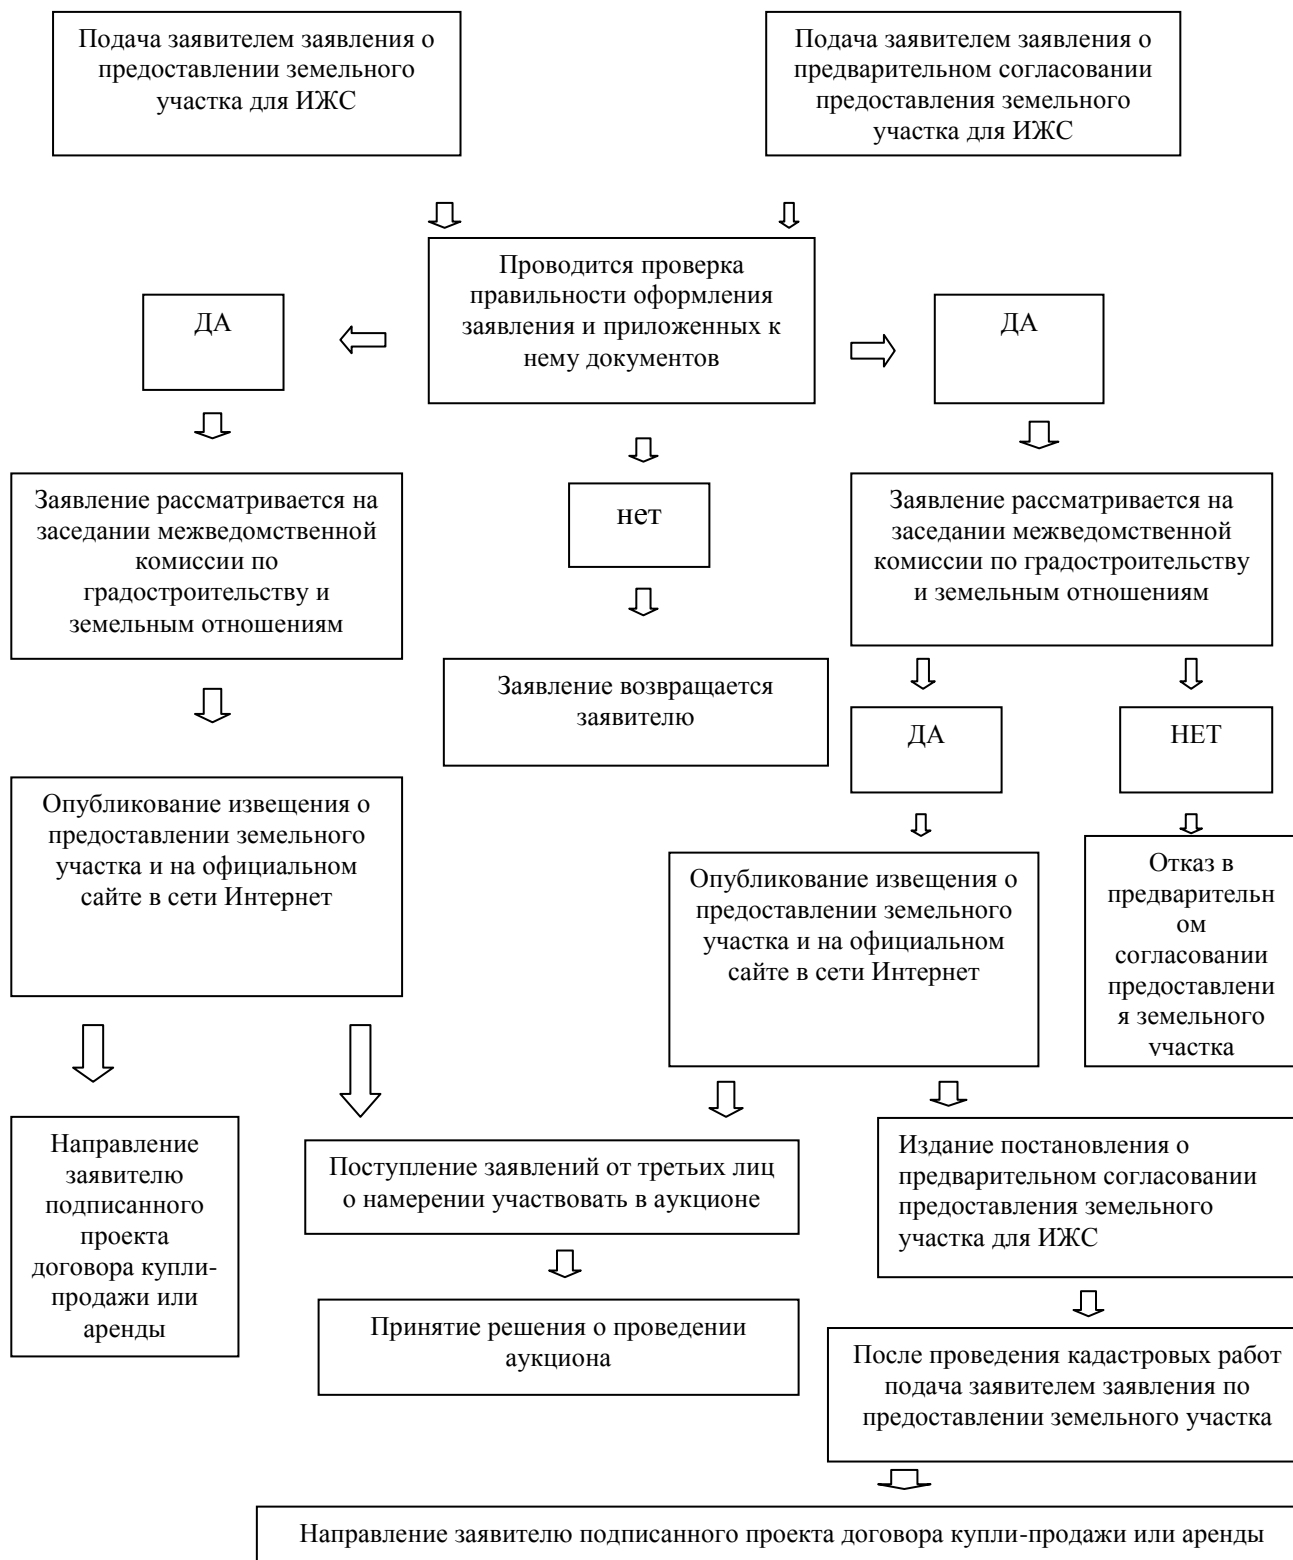 Подача заявителем заявления о
предоставлении земельного
участка для ИЖС
Подача заявителем заявления о
предварительном согласовании
предоставления земельного
участка для ИЖС
Проводится проверка
правильности оформления
заявления и приложенных к
нему документов
ДА
ДА
Заявление рассматривается на
заседании межведомственной
комиссии по
градостроительству и
земельным отношениям
нет
Заявление рассматривается на
заседании межведомственной
комиссии по градостроительству
и земельным отношениям
Заявление возвращается
заявителю
ДА
НЕТ
Опубликование извещения о
предоставлении земельного
участка и на официальном
сайте в сети Интернет
Опубликование извещения о
предоставлении земельного
участка и на официальном
сайте в сети Интернет
Отказ в
предварительн
ом
согласовании
предоставлени
я земельного
участка
Направление
заявителю
подписанного
проекта
договора купли-
продажи или
аренды
Поступление заявлений от третьих лиц
о намерении участвовать в аукционе
Издание постановления о
предварительном согласовании
предоставления земельного
участка для ИЖС
Принятие решения о проведении
аукциона
После проведения кадастровых работ
подача заявителем заявления по
предоставлении земельного участка
Направление заявителю подписанного проекта договора купли-продажи или аренды